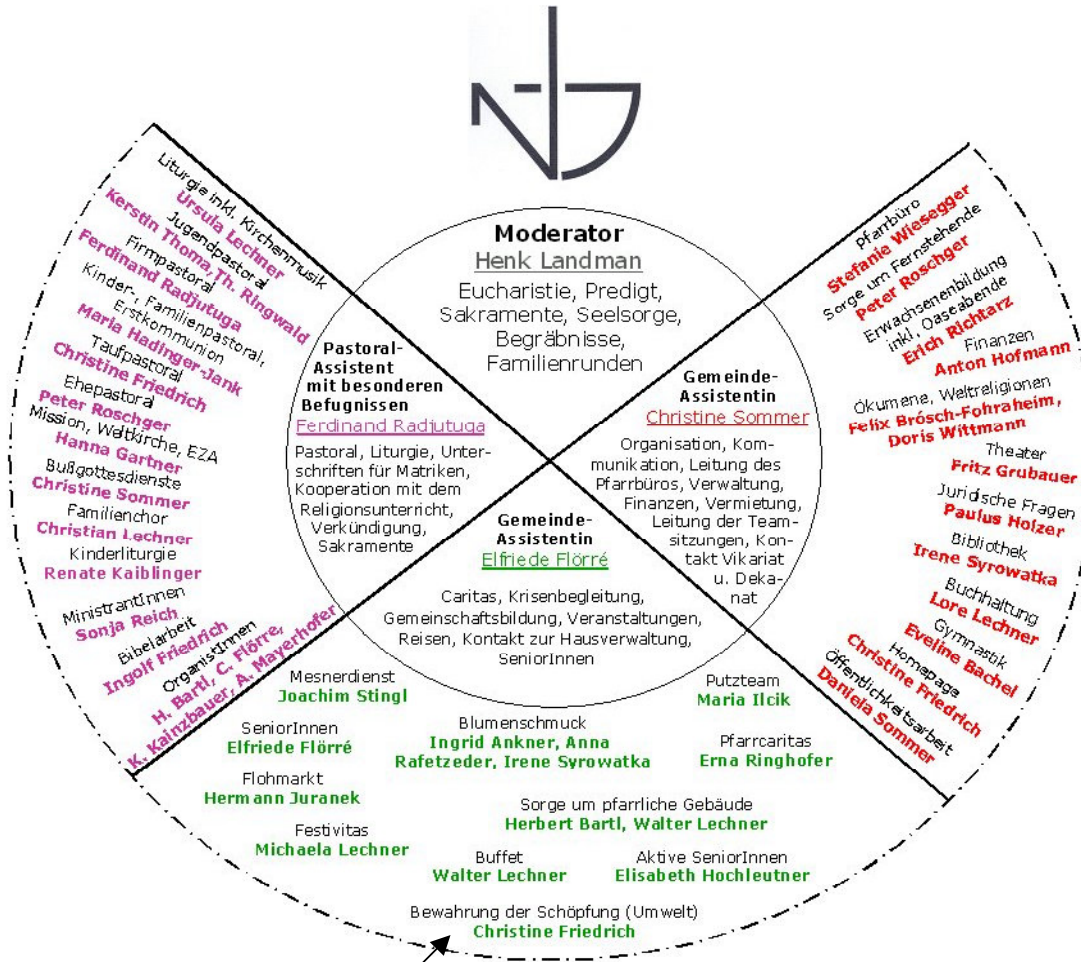 Moderator
Henk Landman
Eucharistie, Predigt,
Sakramente, Seelsorge,
Begräbnisse,
Familienrunden
Pastoral-
Assistent
mit besonderen
Befugnissen
Ferdinand Radjutuga
Pastoral, Liturgie, Unter-
schriften für Matriken,
Kooperation mit dem
Religionsunterricht,
Verkündigung,
Sakramente
Gemeinde-
Assistentin
Christine Sommer
Organisation, Kom-
munikation, Leitung des
Pfarrbüros, Verwaltung,
Finanzen, Vermietung,
Leitung der Team-
sitzungen, Kon-
takt Vikariat
u. Deka-
nat
Gemeinde-
Assistentin
Elfriede Flörré
Caritas, Krisenbegleitung,
Gemeinschaftsbildung, Veranstaltungen,
Reisen, Kontakt zur Hausverwaltung,
SeniorInnen
Liturgie inkl. Kirchenmusik
Ursula Lechner
Jugendpastoral
Kerstin Thoma,Th. Ringwald
Firmpastoral
Ferdinand Radjutuga
Kinder-, Familienpastoral,
Erstkommunion
Maria Hadinger-Jank
Taufpastoral
Christine Friedrich
Ehepastoral
Peter Roschger
Mission, Weltkirche, EZA
Hanna Gartner
Bußgottesdienste
Christine Sommer
Familienchor
Christian Lechner
Kinderliturgie
Renate Kaiblinger
MinistrantInnen
Sonja Reich
Bibelarbeit
Ingolf Friedrich
OrganistInnen
H. Bartl, C. Flörre,
K. Kainzbauer, A. Mayerhofer
Pfarrbüro
Stefanie Wiesegger
Sorge um Fernstehende
Peter Roschger
Erwachsenenbildung
inkl. Oaseabende
Erich Richtarz
Finanzen
Anton Hofmann
Ökumene, Weltreligionen
Felix Brösch-Fohraheim,
Doris Wittmann
Theater
Fritz Grubauer
Juridische Fragen
Paulus Holzer
Bibliothek
Irene Syrowatka
Buchhaltung
Lore Lechner
Gymnastik
Eveline Bachel
Homepage
Christine Friedrich
Öffentlichkeitsarbeit
Daniela Sommer
Mesnerdienst
Joachim Stingl
Putzteam
Maria Ilcik
SeniorInnen
Elfriede Flörré
Blumenschmuck
Ingrid Ankner, Anna
Rafetzeder, Irene Syrowatka
Pfarrcaritas
Erna Ringhofer
Flohmarkt
Hermann Juranek
Sorge um pfarrliche Gebäude
Herbert Bartl, Walter Lechner
Festivitas
Michaela Lechner
Buffet
Walter Lechner
Aktive SeniorInnen
Elisabeth Hochleutner
Bewahrung der Schöpfung (Umwelt)
Christine Friedrich